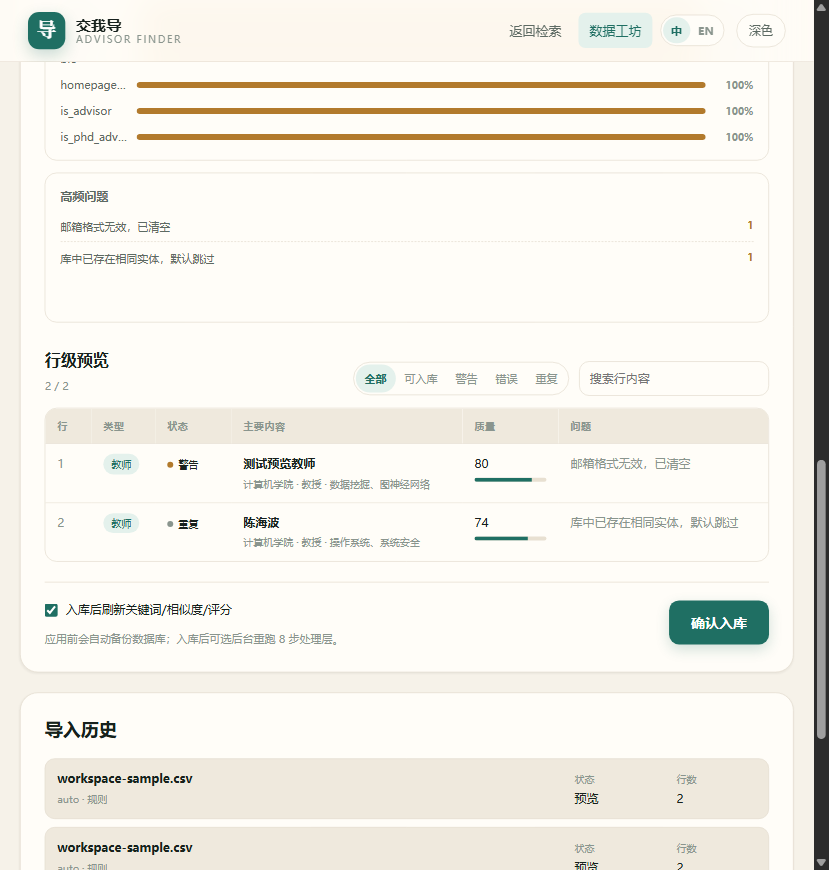 导
交我导
ADVISOR FINDER
返回检索
数据工坊
中
EN
深色
homepage...
100%
is_advisor
100%
is_phd_adv...
100%
高频问题
邮箱格式无效，已清空
1
库中已存在相同实体，默认跳过
1
行级预览
2 / 2
全部
可入库
警告
错误
重复
搜索行内容
行 类型 状态 主要内容 质量 问题
1 教师 警告 测试预览教师 80 邮箱格式无效，已清空
计算机学院 · 教授 · 数据挖掘、图神经网络
2 教师 重复 陈海波 74 库中已存在相同实体，默认跳过
计算机学院 · 教授 · 操作系统、系统安全
入库后刷新关键词/相似度/评分
应用前会自动备份数据库；入库后可选后台重跑 8 步处理层。
确认入库
导入历史
workspace-sample.csv
auto · 规则
状态
预览
行数
2
workspace-sample.csv
auto · 规则
状态
预览
行数
2